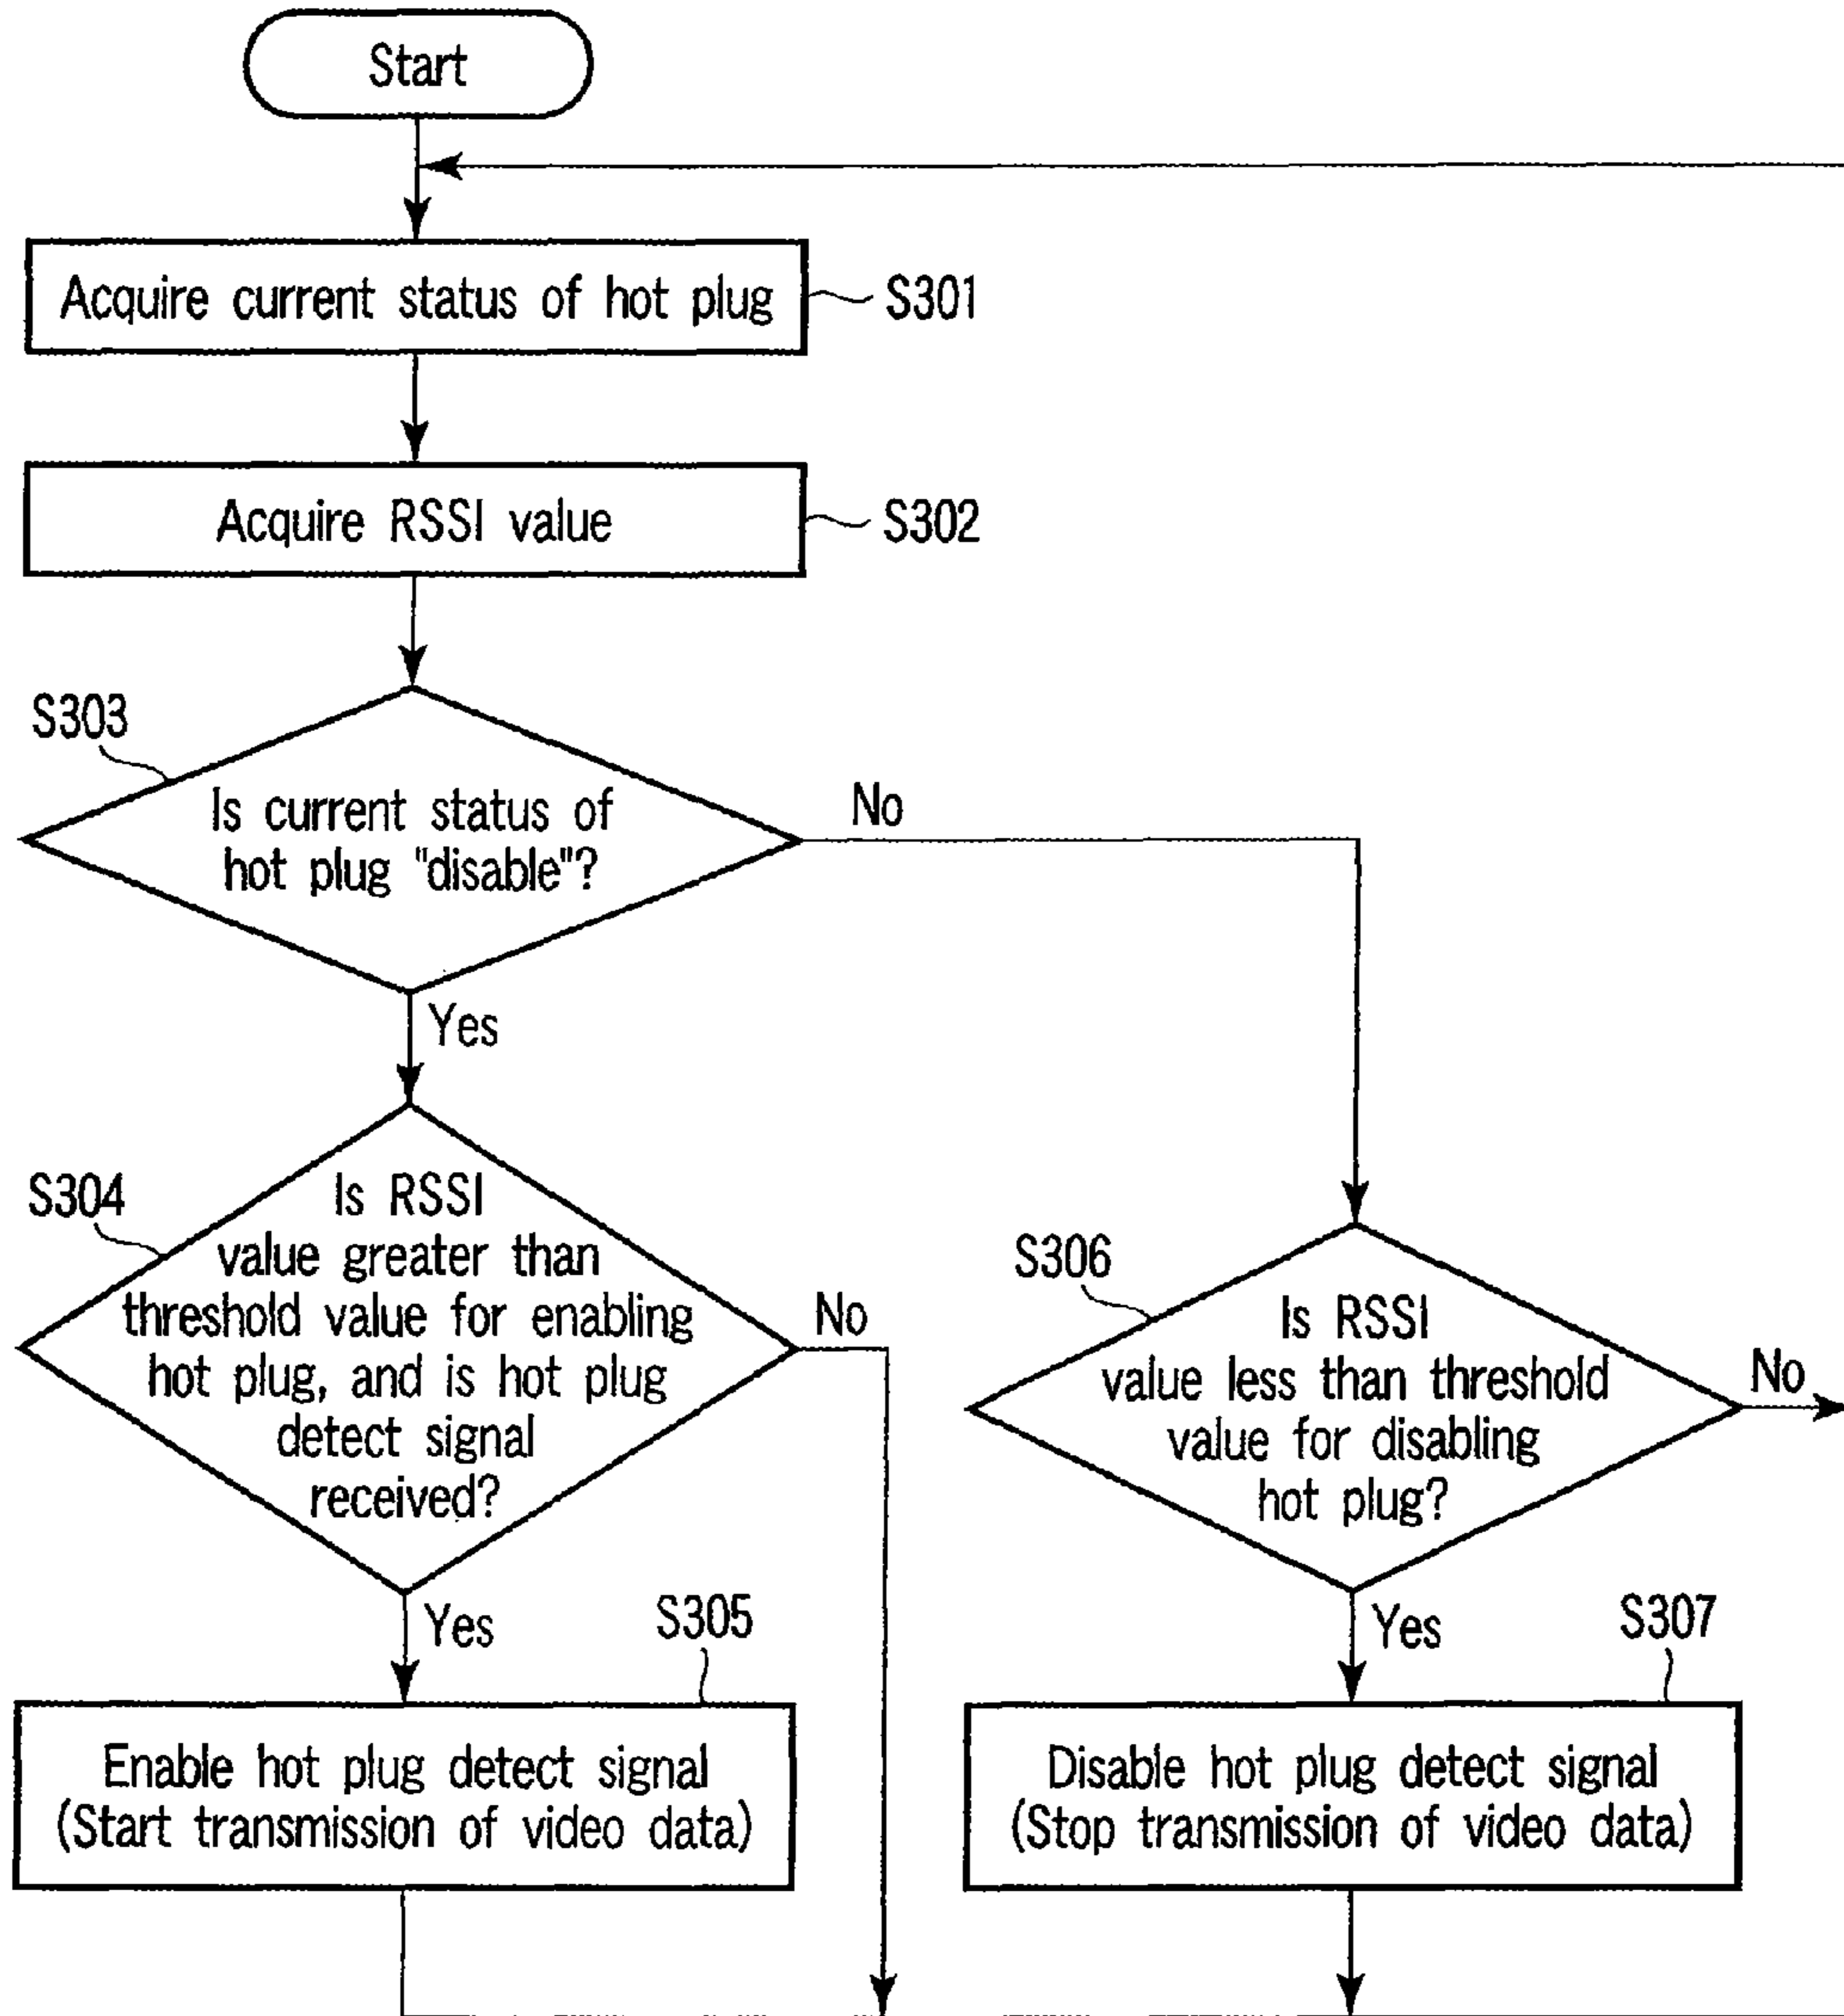 Start
Acquire current status of hot plug
S301
Acquire RSSI value
S302
S303
Is current status of
hot plug "disable"?
No
Yes
S304
Is RSSI
value greater than
threshold value for enabling
hot plug, and is hot plug
detect signal
received?
No
Yes
S305
Enable hot plug detect signal
(Start transmission of video data)
S306
Is RSSI
value less than threshold
value for disabling
hot plug?
No
Yes
S307
Disable hot plug detect signal
(Stop transmission of video data)